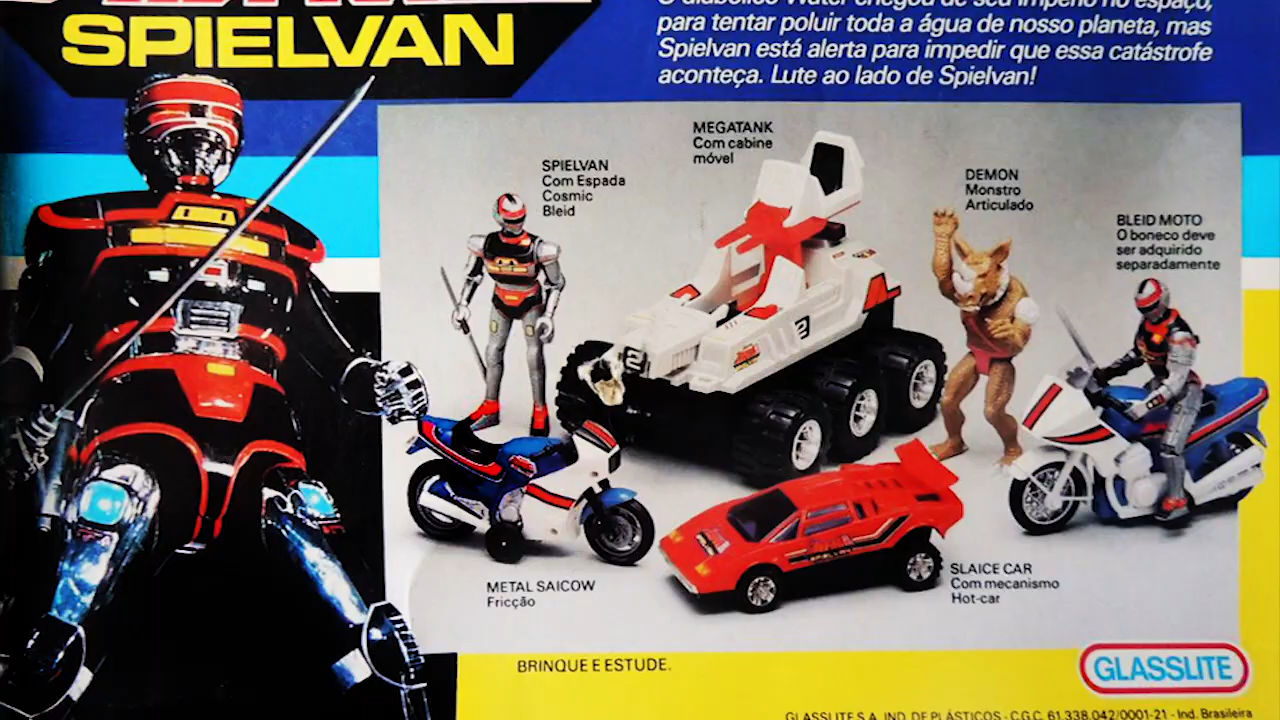 SPIELVAN
O diabólico Water chegou de seu império no espaço,
para tentar poluir toda a água de nosso planeta, mas
Spielvan está alerta para impedir que essa catástrofe
aconteça. Lute ao lado de Spielvan!
MEGATANK
Com cabine
móvel
SPIELVAN
Com Espada
Cosmic
Bleid
DEMON
Monstro
Articulado
BLEID MOTO
O boneco deve
ser adquirido
separadamente
2
2
METAL SAICOW
Fricção
SLAICE CAR
Com mecanismo
Hot-car
BRINQUE E ESTUDE.
GLASSLITE
GLASSLITE S.A. IND. DE PLÁSTICOS - C.G.C. 61.338.042/0001-21 - Ind. Brasileira